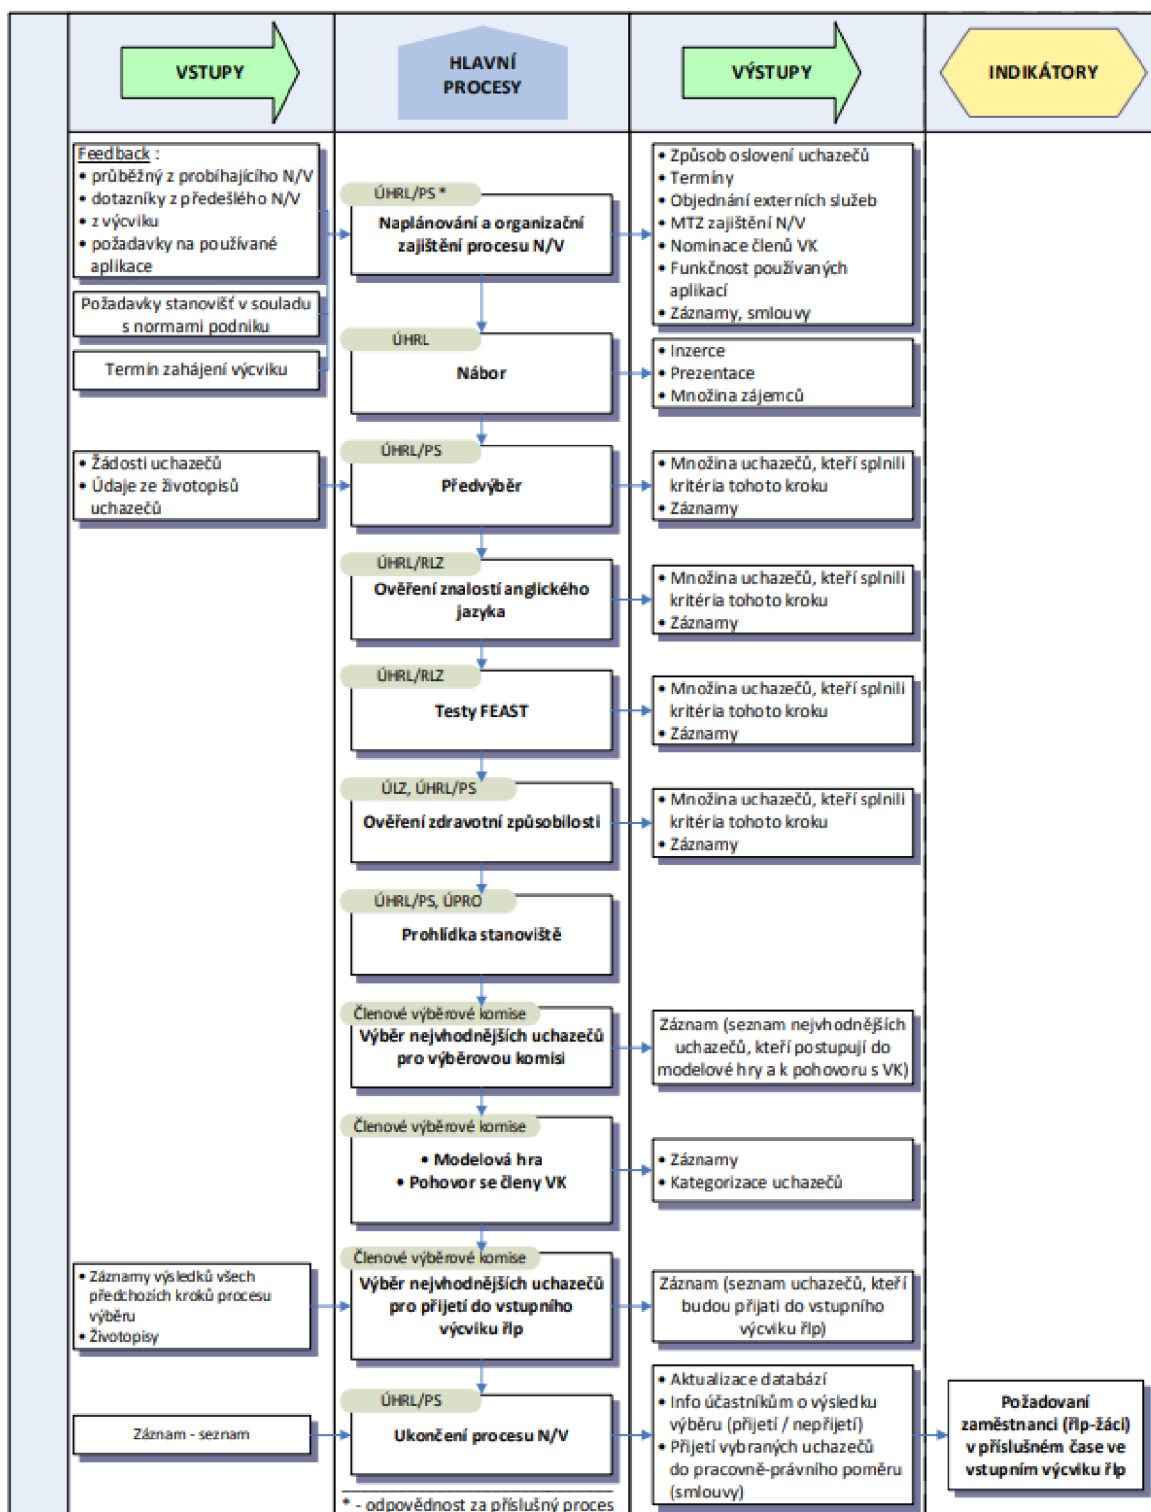 VSTUPY
HLAVNÍ
PROCESY
VÝSTUPY
INDIKÁTORY
Feedback :
• průběžný z probíhajícího N/V
• dotazníky z předešlého N/V
• z výcviku
• požadavky na používané
aplikace
Požadavky stanovišť v souladu
s normami podniku
Termín zahájení výcviku
ÚHRL/PS *
Naplánování a organizační
zajištění procesu N/V
• Způsob oslovení uchazečů
• Termíny
• Objednání externích služeb
• MTZ zajištění N/V
• Nominace členů VK
• Funkčnost používaných
aplikací
• Záznamy, smlouvy
ÚHRL
Nábor
• Inzerce
• Prezentace
• Množina zájemců
• Žádosti uchazečů
• Údaje ze životopisů
uchazečů
ÚHRL/PS
Předvýběr
• Množina uchazečů, kteří splnili
kritéria tohoto kroku
• Záznamy
ÚHRL/RLZ
Ověření znalostí anglického
jazyka
• Množina uchazečů, kteří splnili
kritéria tohoto kroku
• Záznamy
ÚHRL/RLZ
Testy FEAST
• Množina uchazečů, kteří splnili
kritéria tohoto kroku
• Záznamy
ÚLZ, ÚHRL/PS
Ověření zdravotní způsobilosti
• Množina uchazečů, kteří splnili
kritéria tohoto kroku
• Záznamy
ÚHRL/PS, ÚPRO
Prohlídka stanoviště
Členové výběrové komise
Výběr nejvhodnějších uchazečů
pro výběrovou komisi
Záznam (seznam nejvhodnějších
uchazečů, kteří postupují do
modelové hry a k pohovoru s VK)
Členové výběrové komise
• Modelová hra
• Pohovor se členy VK
• Záznamy
• Kategorizace uchazečů
• Záznamy výsledků všech
předchozích kroků procesu
výběru
• Životopisy
Členové výběrové komise
Výběr nejvhodnějších uchazečů
pro přijetí do vstupního
výcviku řlp
Záznam (seznam uchazečů, kteří
budou přijati do vstupního
výcviku řlp)
Záznam - seznam
ÚHRL/PS
Ukončení procesu N/V
• Aktualizace databází
• Info účastníkům o výsledku
výběru (přijetí / nepřijetí)
• Přijetí vybraných uchazečů
do pracovně-právního poměru
(smlouvy)
Požadovaní
zaměstnanci (řlp-žáci)
v příslušném čase ve
vstupním výcviku řlp
* - odpovědnost za příslušný proces